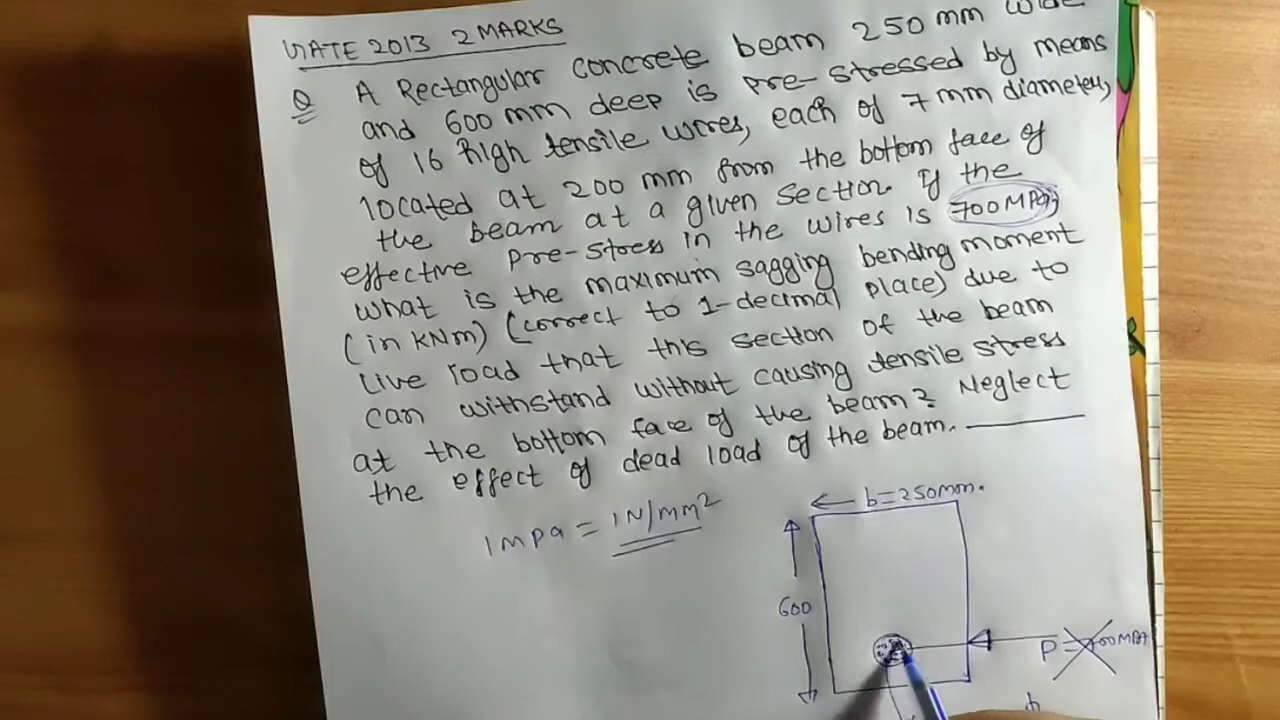 GATE 2013 2 MARKS
Q A Rectangular concrete beam 250 mm wide
and 600 mm deep is pre-stressed by means
of 16 high tensile wires, each of 7 mm diameter,
located at 200 mm from the bottom face of
the beam at a given section. If the
effective pre-stress in the wires is 700 MPa,
what is the maximum sagging bending moment
(in kNm) (correct to 1-decimal place) due to
live load that this section of the beam
can withstand without causing tensile stress
at the bottom face of the beam? Neglect
the effect of dead load of the beam.
1 MPa = 1 N/mm²
b=250mm.
600
P = 700MPa